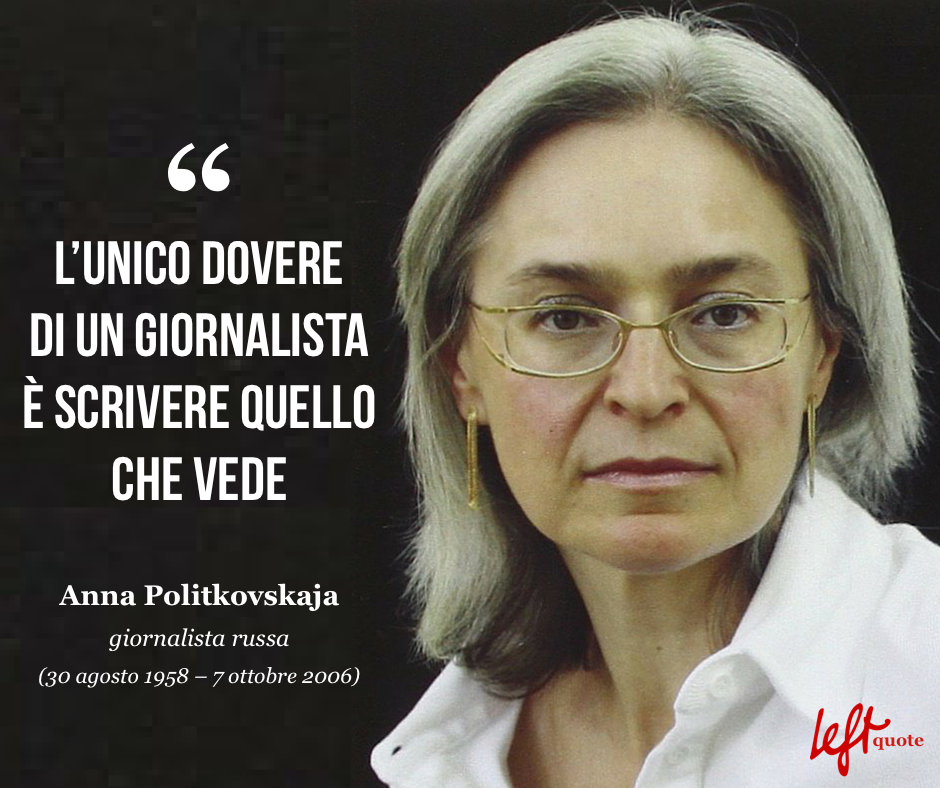 “
L’UNICO DOVERE
DI UN GIORNALISTA
È SCRIVERE QUELLO
CHE VEDE
Anna Politkovskaja
giornalista russa
(30 agosto 1958 – 7 ottobre 2006)
left quote